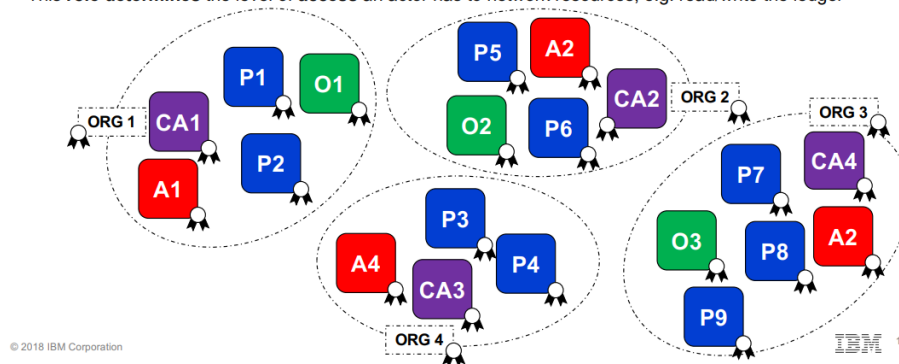 P1
O1
ORG 1
CA1
P2
A1
P5
A2
CA2
ORG 2
O2
P6
ORG 3
CA4
P7
O3
P8
A2
P9
P3
A4
P4
CA3
ORG 4
© 2018 IBM Corporation
IBM